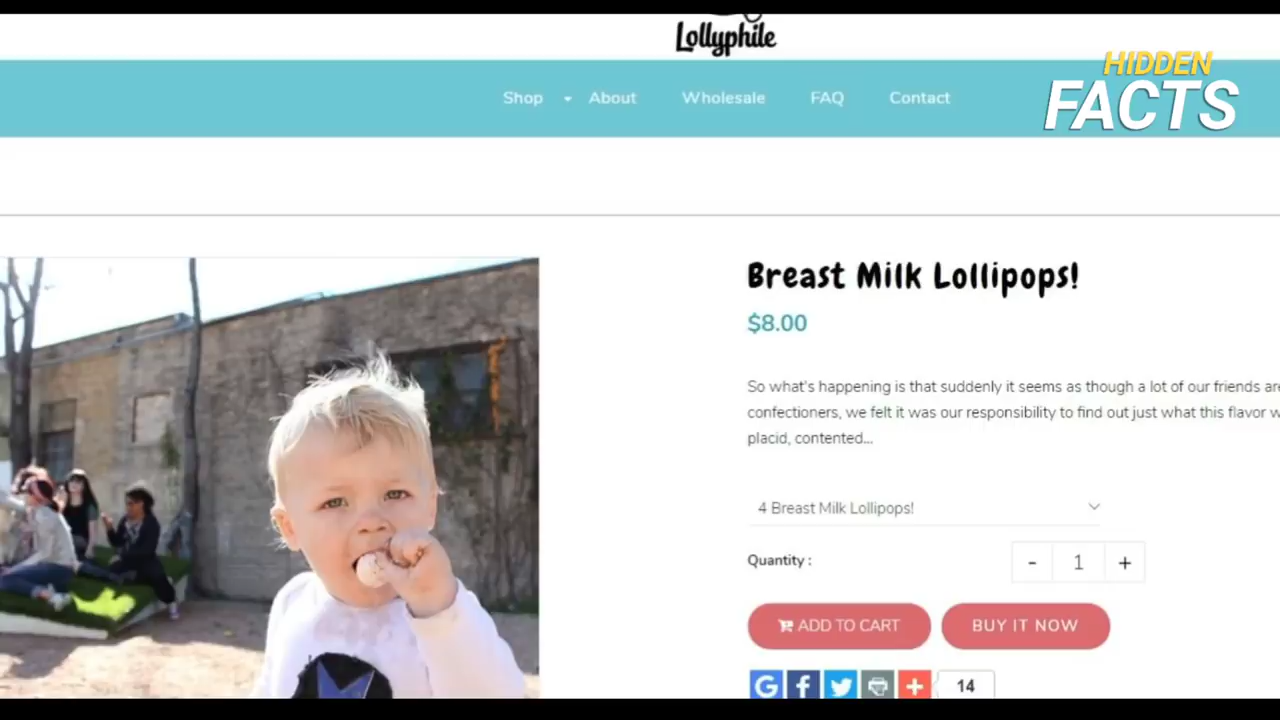 Lollyphile
HIDDEN
FACTS
Shop
About
Wholesale
FAQ
Contact
Breast Milk Lollipops!
$8.00
So what's happening is that suddenly it seems as though a lot of our friends are
confectioners, we felt it was our responsibility to find out just what this flavor w
placid, contented...
4 Breast Milk Lollipops!
Quantity :
- 1 +
ADD TO CART
BUY IT NOW
14